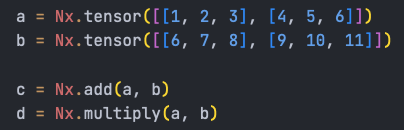 a = Nx.tensor([[1, 2, 3], [4, 5, 6]])
b = Nx.tensor([[6, 7, 8], [9, 10, 11]])

c = Nx.add(a, b)
d = Nx.multiply(a, b)